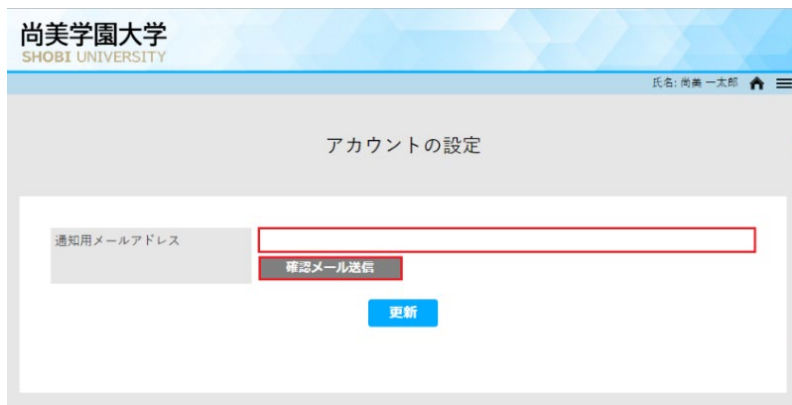 尚美学園大学
SHOBI UNIVERSITY
氏名: 尚美 一太郎
アカウントの設定
通知用メールアドレス
確認メール送信
更新